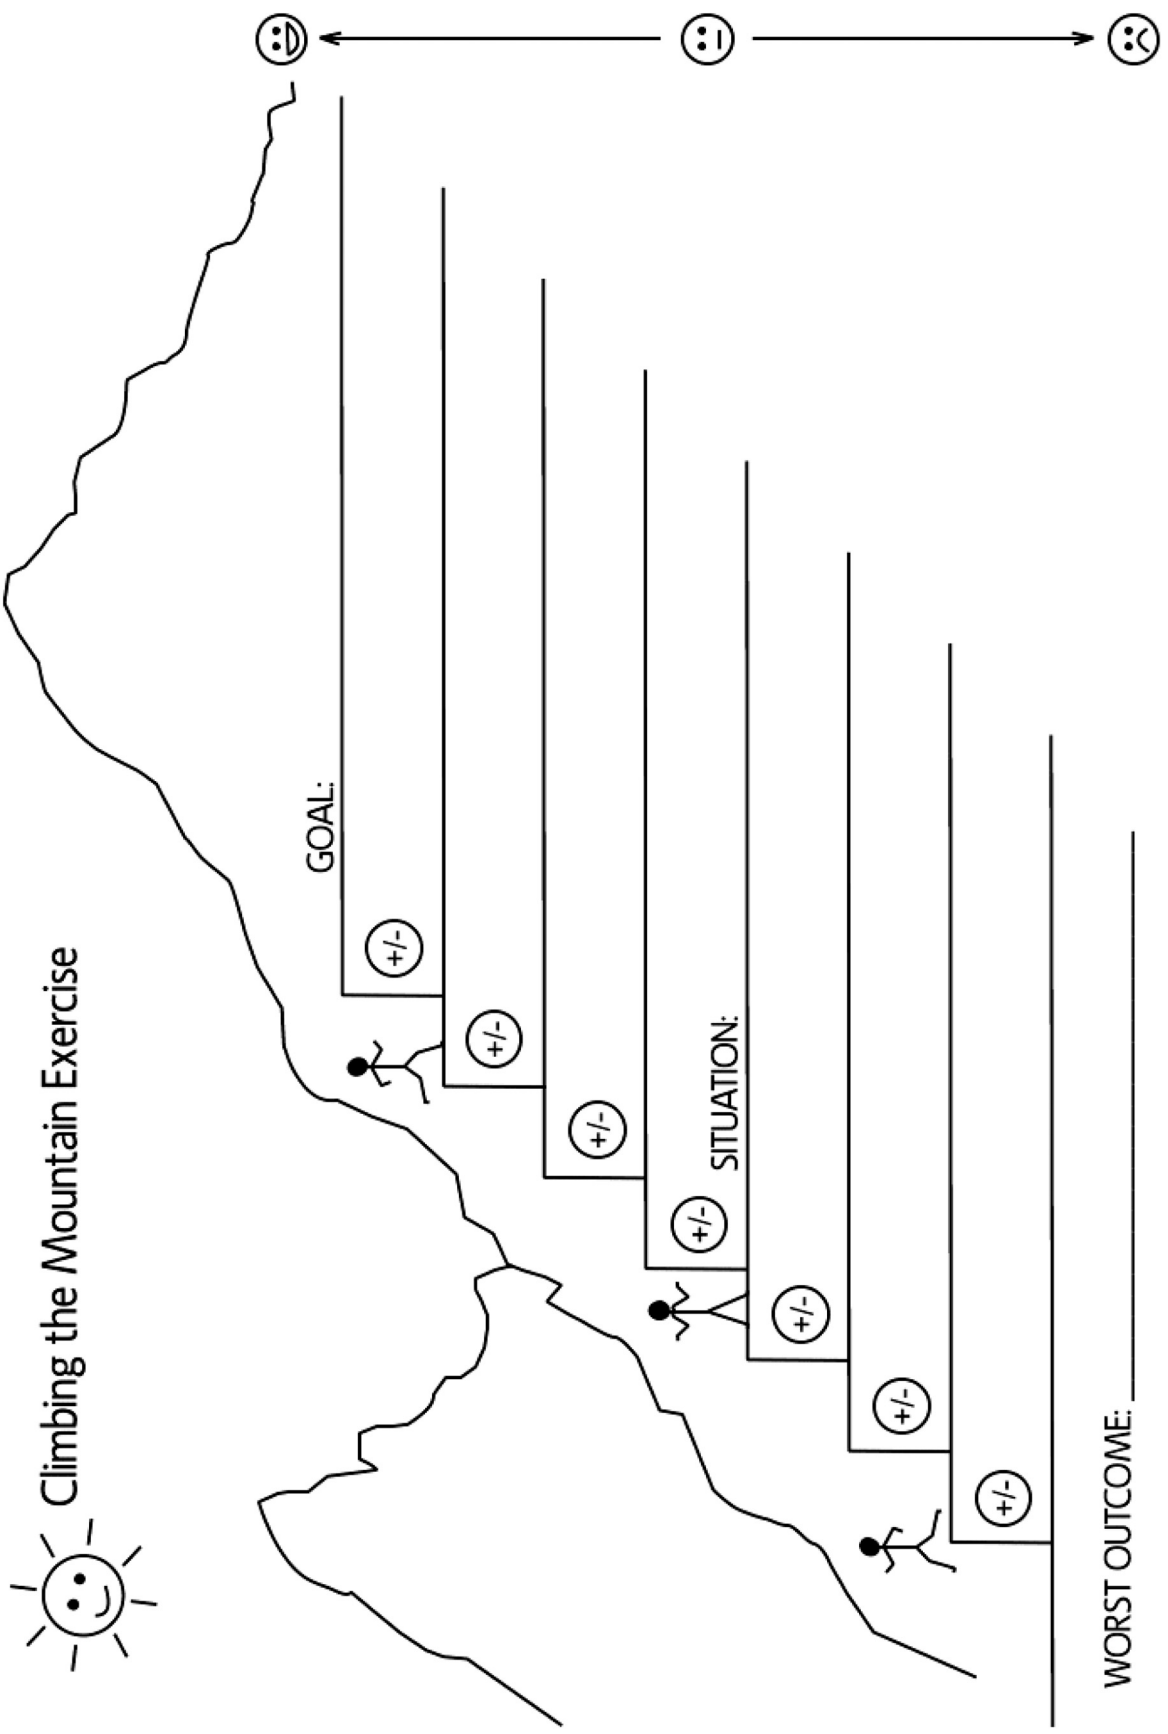 Climbing the Mountain Exercise
GOAL:
+/-
+/-
+/-
+/-
SITUATION:
+/-
+/-
+/-
WORST OUTCOME: